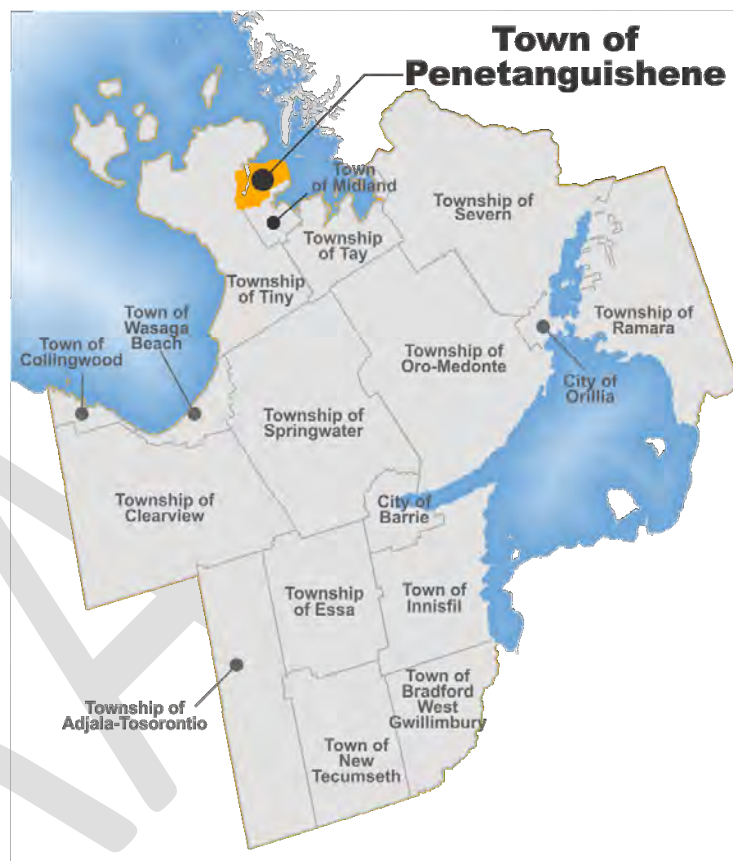 Town of
Penetanguishene
Town
of Midland
Township of
Severn
Township
of Tay
Township
of Tiny
Township of
Ramara
Town of
Wasaga
Beach
Town of
Collingwood
Township of
Oro-Medonte
City of
Orillia
Township of
Springwater
Township of
Clearview
City of
Barrie
Township
of Essa
Town of
Innisfil
Town of
Bradford
West
Gwillimbury
Township of
Adjala-Tosorontio
Town of
New
Tecumseth